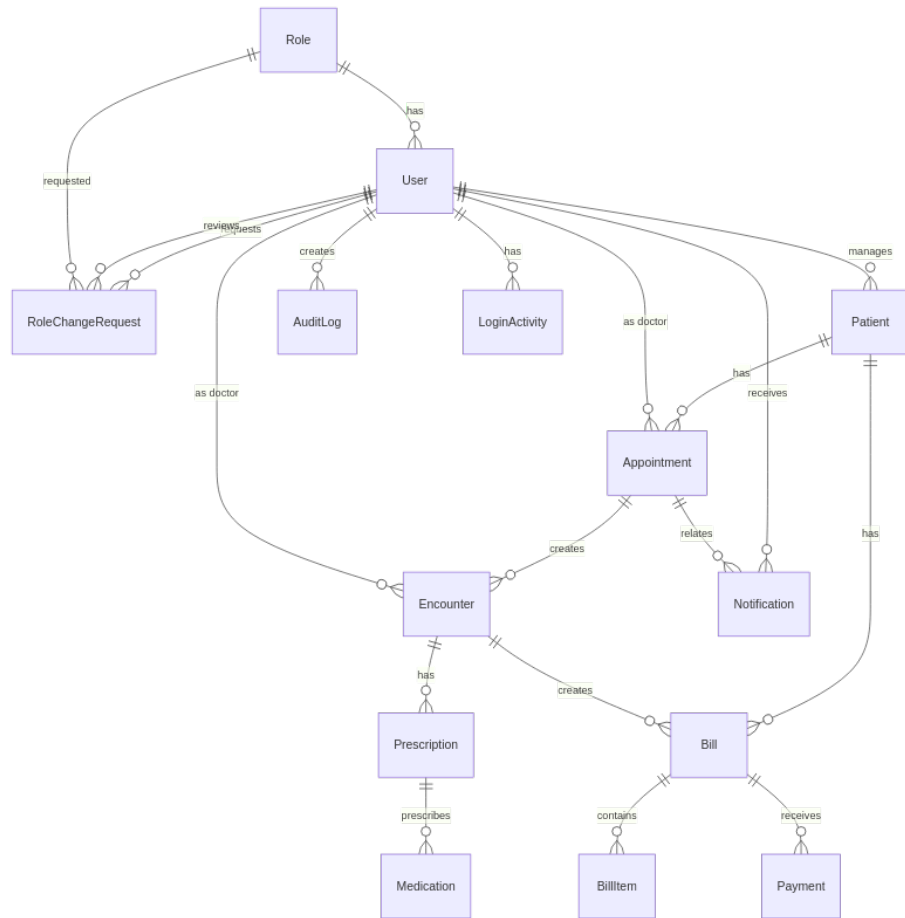 Role
has
requested
User
reviews
requests
creates
has
manages
RoleChangeRequest
AuditLog
LoginActivity
as doctor
Patient
has
as doctor
receives
Appointment
relates
has
creates
Encounter
Notification
has
creates
Prescription
Bill
prescribes
contains
receives
Medication
BillItem
Payment